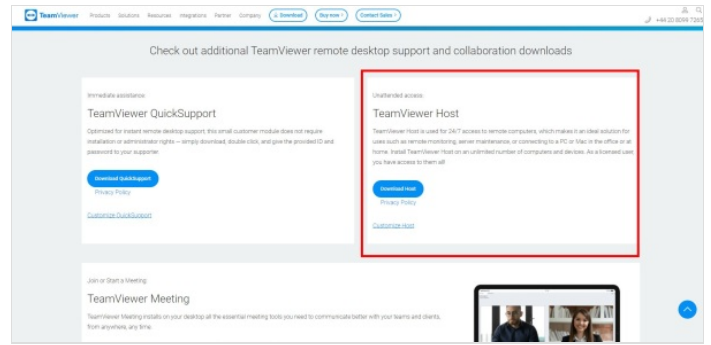 TeamViewer Products Solutions Resources Integrations Partner Company Download Buy now Contact Sales
+44 20 8099 7265
Check out additional TeamViewer remote desktop support and collaboration downloads
Immediate assistance:
TeamViewer QuickSupport
Optimized for instant remote desktop support, this small customer module does not require
installation or administrator rights — simply download, double click, and give the provided ID and
password to your supporter.
Download QuickSupport
Privacy Policy
Customize QuickSupport
Unattended access:
TeamViewer Host
TeamViewer Host is used for 24/7 access to remote computers, which makes it an ideal solution for
uses such as remote monitoring, server maintenance, or connecting to a PC or Mac in the office or at
home. Install TeamViewer Host on an unlimited number of computers and devices. As a licensed user,
you have access to them all!
Download Host
Privacy Policy
Customize Host
Join or Start a Meeting:
TeamViewer Meeting
TeamViewer Meeting installs on your desktop all the essential meeting tools you need to communicate better with your teams and clients,
from anywhere, any time.